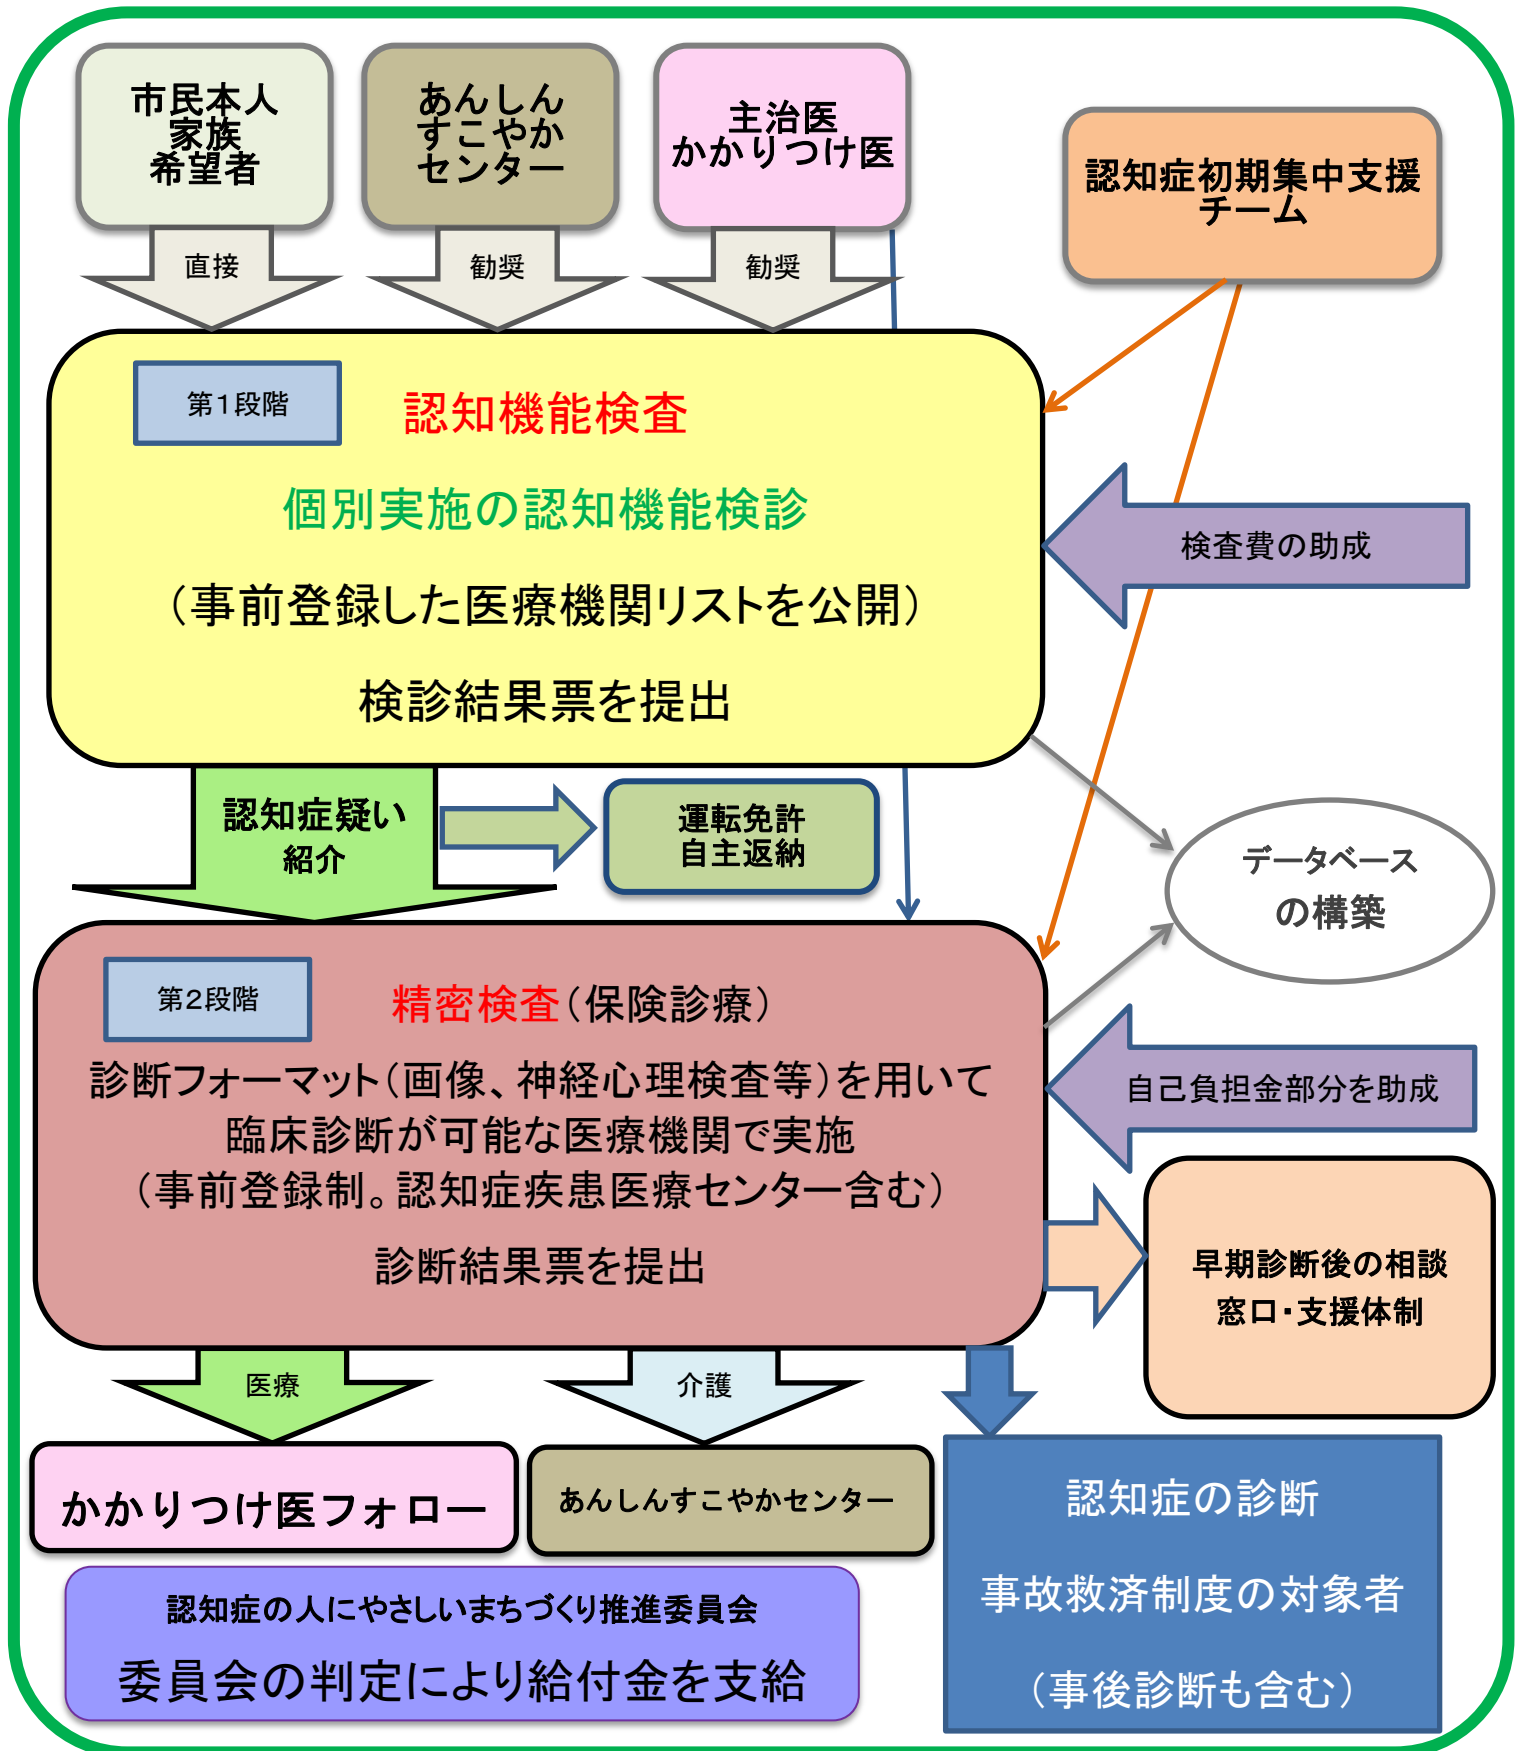 市民本人
家族
希望者
あんしん
すこやか
センター
主治医
かかりつけ医
認知症初期集中支援
チーム
直接
勧奨
勧奨
第1段階
認知機能検査
個別実施の認知機能検診
（事前登録した医療機関リストを公開）
検診結果票を提出
検査費の助成
認知症疑い
紹介
運転免許
自主返納
データベース
の構築
第2段階
精密検査（保険診療）
診断フォーマット（画像、神経心理検査等）を用いて
臨床診断が可能な医療機関で実施
（事前登録制。認知症疾患医療センター含む）
診断結果票を提出
自己負担金部分を助成
早期診断後の相談
窓口・支援体制
医療
介護
かかりつけ医フォロー
あんしんすこやかセンター
認知症の診断
事故救済制度の対象者
（事後診断も含む）
認知症の人にやさしいまちづくり推進委員会
委員会の判定により給付金を支給